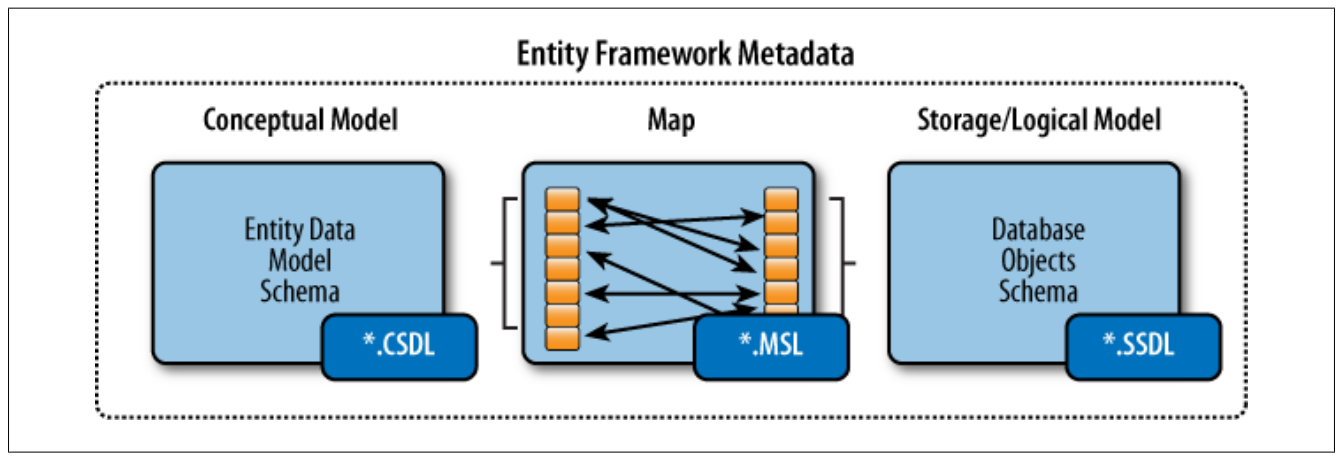 Entity Framework Metadata
Conceptual Model
Map
Storage/Logical Model
Entity Data
Model
Schema
*.CSDL
*.MSL
Database
Objects
Schema
*.SSDL